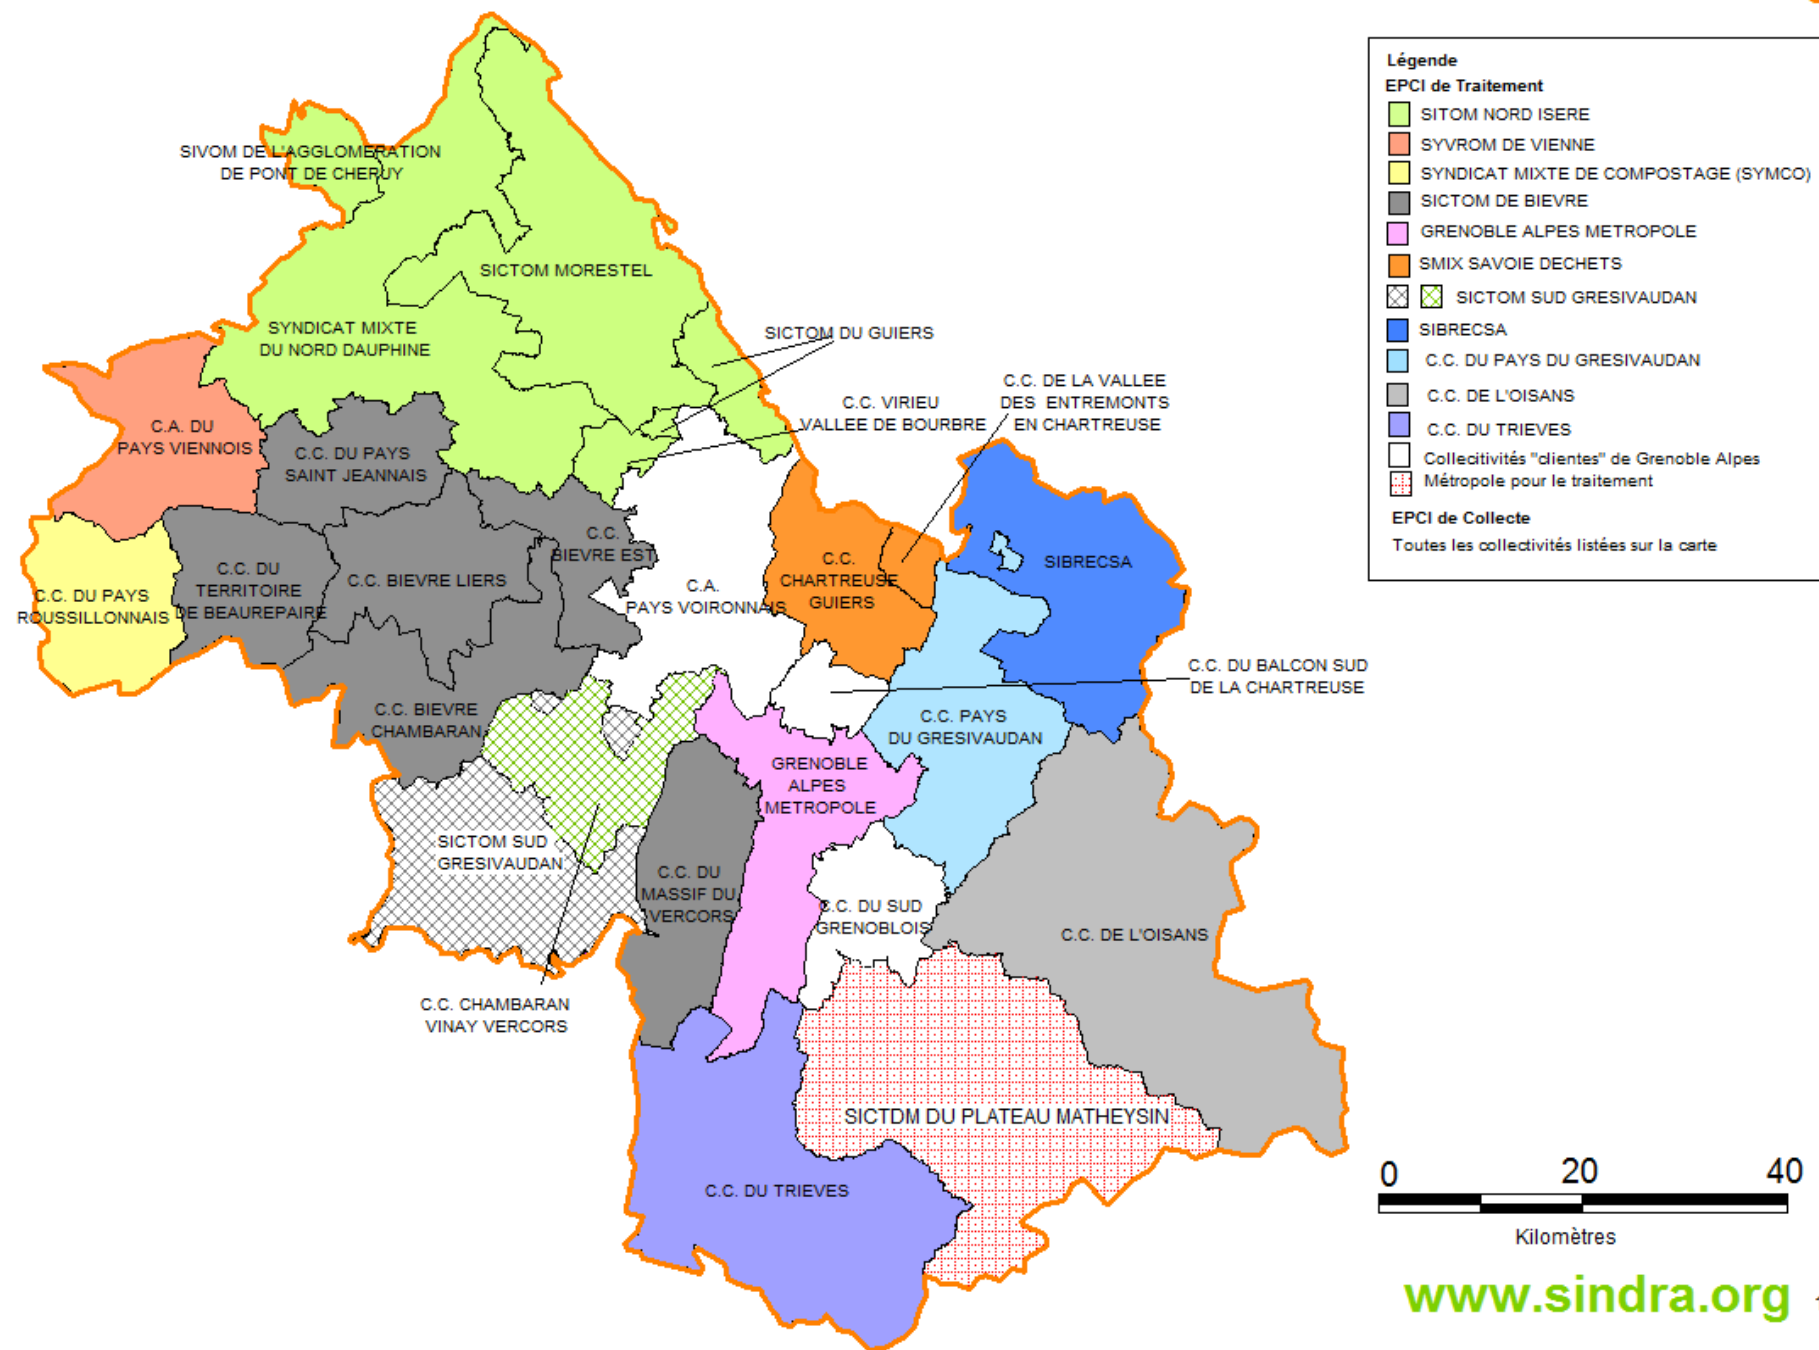 SIVOM DE L'AGGLOMERATION
DE PONT DE CHERUY
SICTOM MORESTEL
SYNDICAT MIXTE
DU NORD DAUPHINE
SICTOM DU GUIERS
C.C. VIRIEU
VALLEE DE BOURBRE
C.C. DE LA VALLEE
DES ENTREMONTS
EN CHARTREUSE
C.A. DU
PAYS VIENNOIS
C.C. DU PAYS
SAINT JEANNAIS
C.C.
BIEVRE EST
C.C. DU PAYS
ROUSSILLONNAIS
C.C. DU
TERRITOIRE
DE BEAUREPAIRE
C.C. BIEVRE LIERS
C.A.
PAYS VOIRONNAIS
C.C.
CHARTREUSE
GUIERS
SIBRECSA
C.C. DU BALCON SUD
DE LA CHARTREUSE
C.C. BIEVRE
CHAMBARAN
C.C. PAYS
DU GRESIVAUDAN
GRENOBLE
ALPES
METROPOLE
SICTOM SUD
GRESIVAUDAN
C.C. DU
MASSIF DU
VERCORS
C.C. DU SUD
GRENOBLOIS
C.C. DE L'OISANS
C.C. CHAMBARAN
VINAY VERCORS
SICTDM DU PLATEAU MATHEYSIN
C.C. DU TRIEVES
Légende
EPCI de Traitement
SITOM NORD ISERE
SYVROM DE VIENNE
SYNDICAT MIXTE DE COMPOSTAGE (SYMCO)
SICTOM DE BIEVRE
GRENOBLE ALPES METROPOLE
SMIX SAVOIE DECHETS
SICTOM SUD GRESIVAUDAN
SIBRECSA
C.C. DU PAYS DU GRESIVAUDAN
C.C. DE L'OISANS
C.C. DU TRIEVES
Collecitivités "clientes" de Grenoble Alpes
Métropole pour le traitement
EPCI de Collecte
Toutes les collectivités listées sur la carte
0 20 40
Kilomètres
www.sindra.org